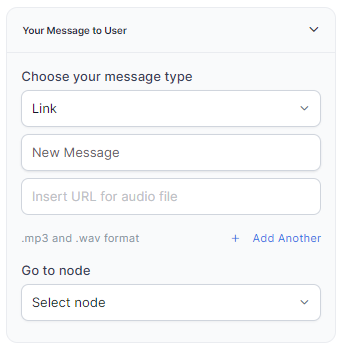 Your Message to User
Choose your message type
Link
New Message
Insert URL for audio file
.mp3 and .wav format
+ Add Another
Go to node
Select node